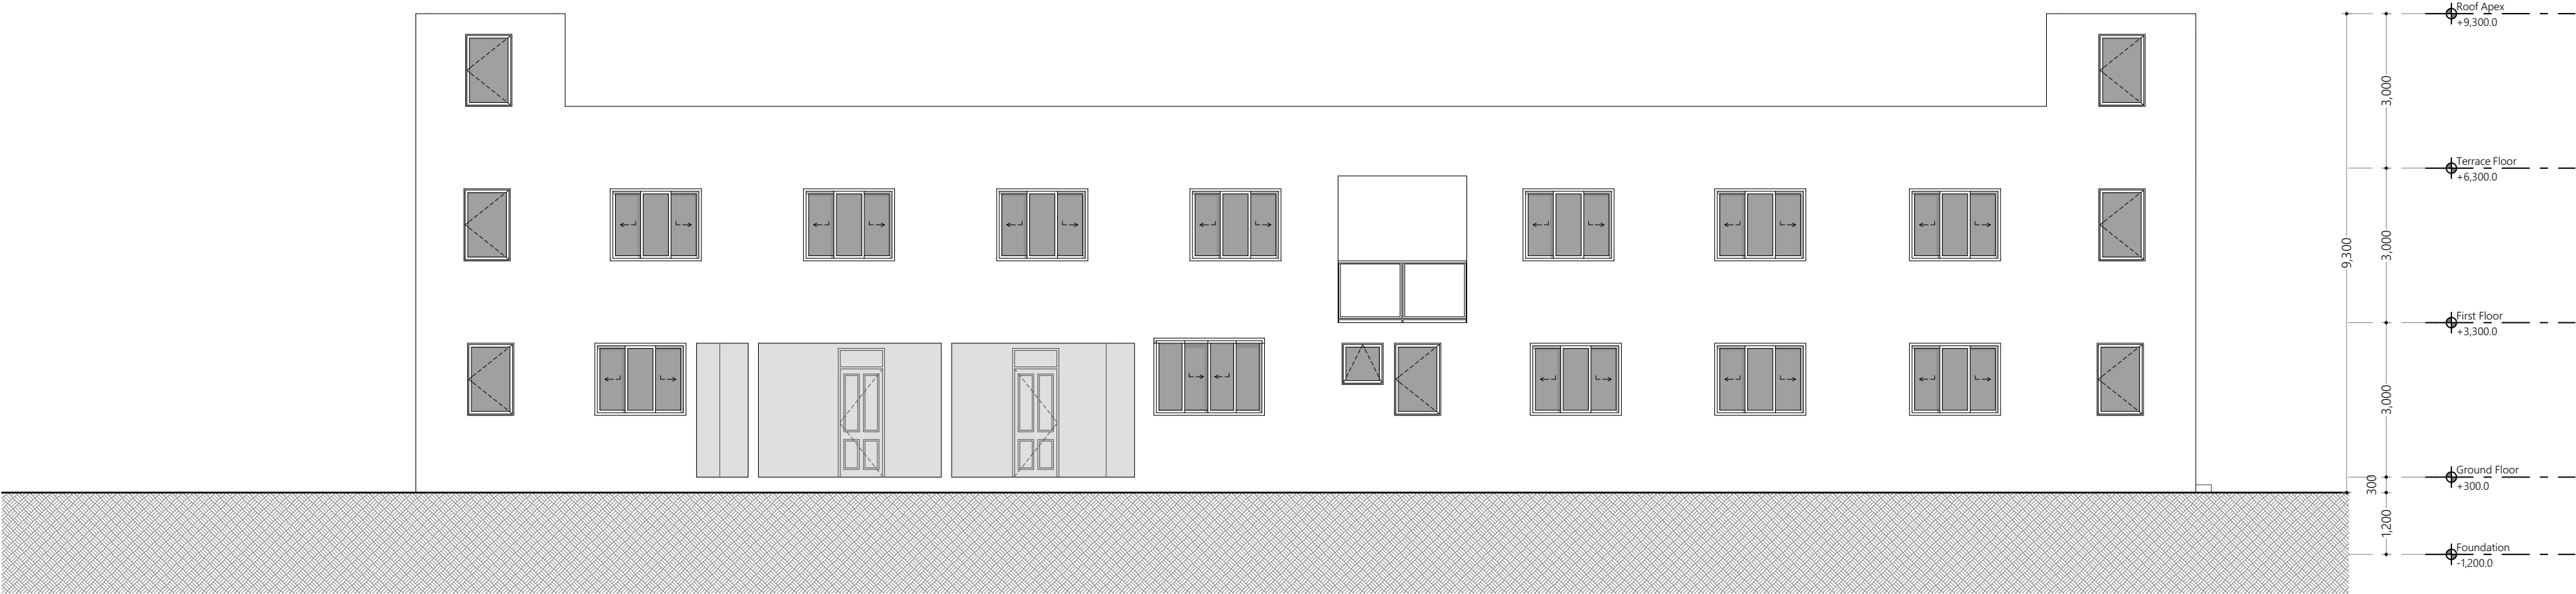 Roof Apex
+9,300.0
3,000
Terrace Floor
+6,300.0
9,300
3,000
First Floor
+3,300.0
3,000
Ground Floor
+300.0
300
1,200
Foundation
-1,200.0